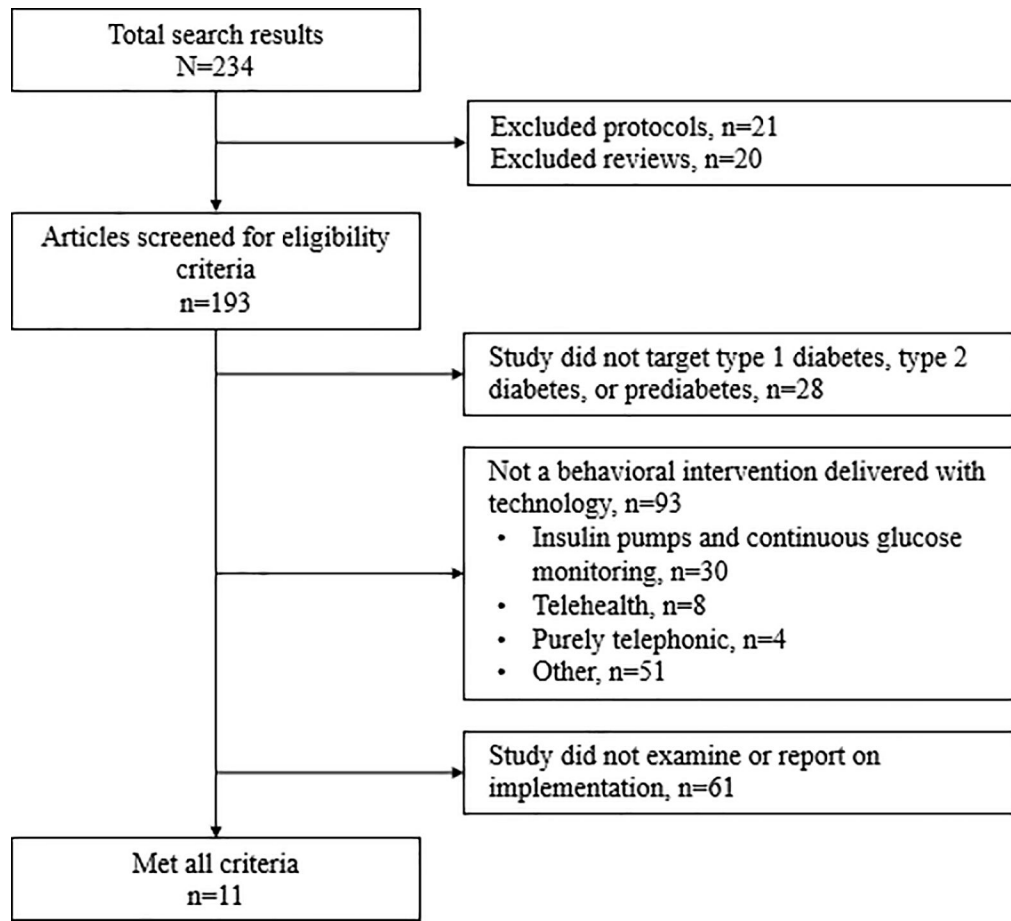 Total search results
N=234
Excluded protocols, n=21
Excluded reviews, n=20
Articles screened for eligibility
criteria
n=193
Study did not target type 1 diabetes, type 2
diabetes, or prediabetes, n=28
Not a behavioral intervention delivered with
technology, n=93
• Insulin pumps and continuous glucose
monitoring, n=30
• Telehealth, n=8
• Purely telephonic, n=4
• Other, n=51
Study did not examine or report on
implementation, n=61
Met all criteria
n=11